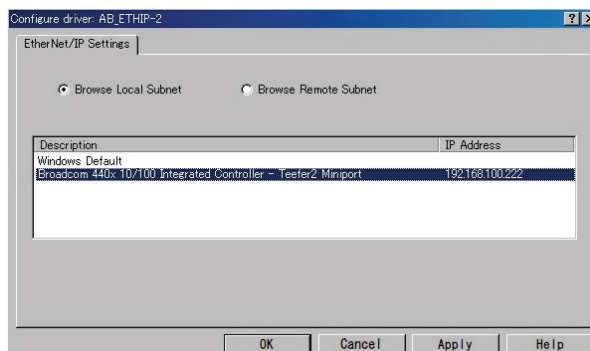 Configure driver: AB_ETHIP-2
EtherNet/IP Settings
Browse Local Subnet
Browse Remote Subnet
Description IP Address
Windows Default
Broadcom 440x 10/100 Integrated Controller - Teefer2 Miniport 192.168.100.222
OK Cancel Apply Help